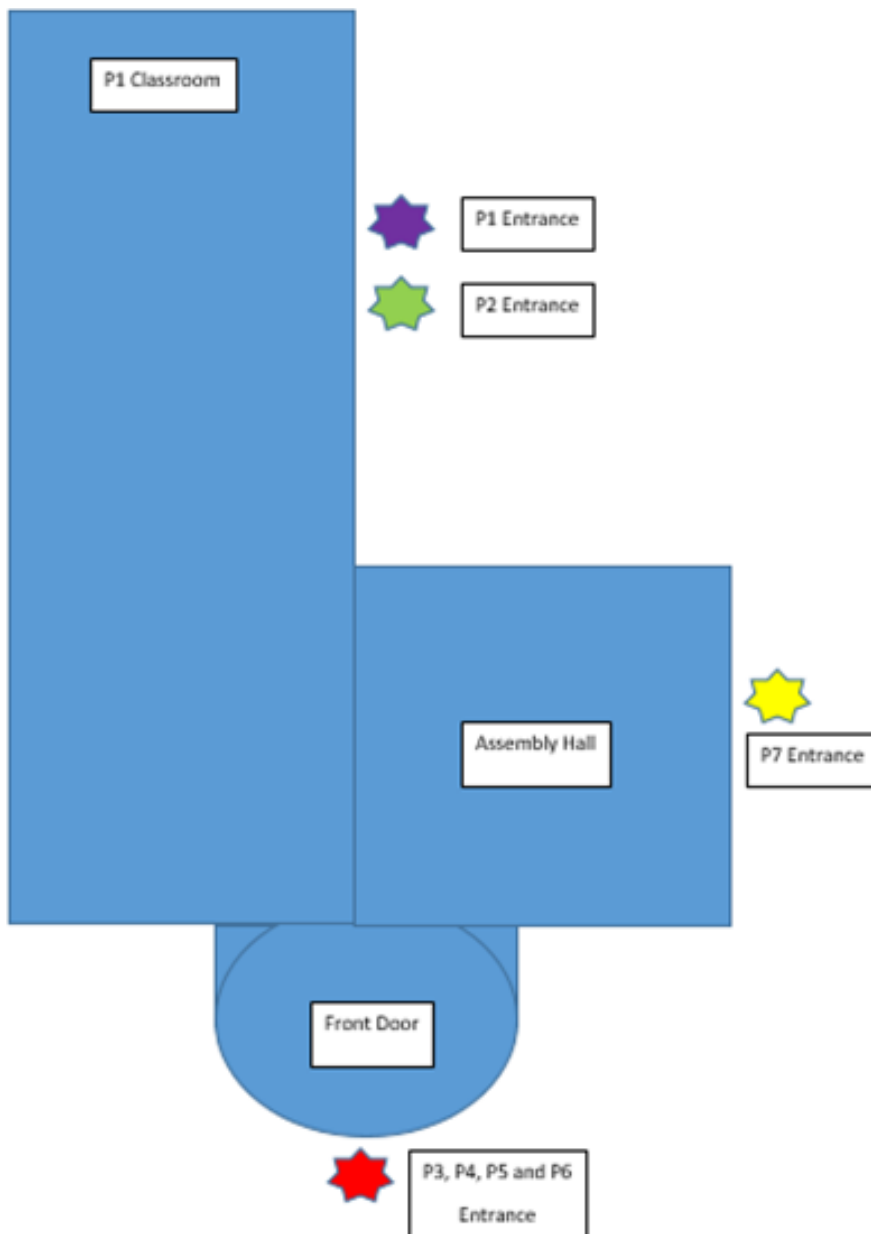 P1 Classroom
P1 Entrance
P2 Entrance
Assembly Hall
P7 Entrance
Front Door
P3, P4, P5 and P6
Entrance